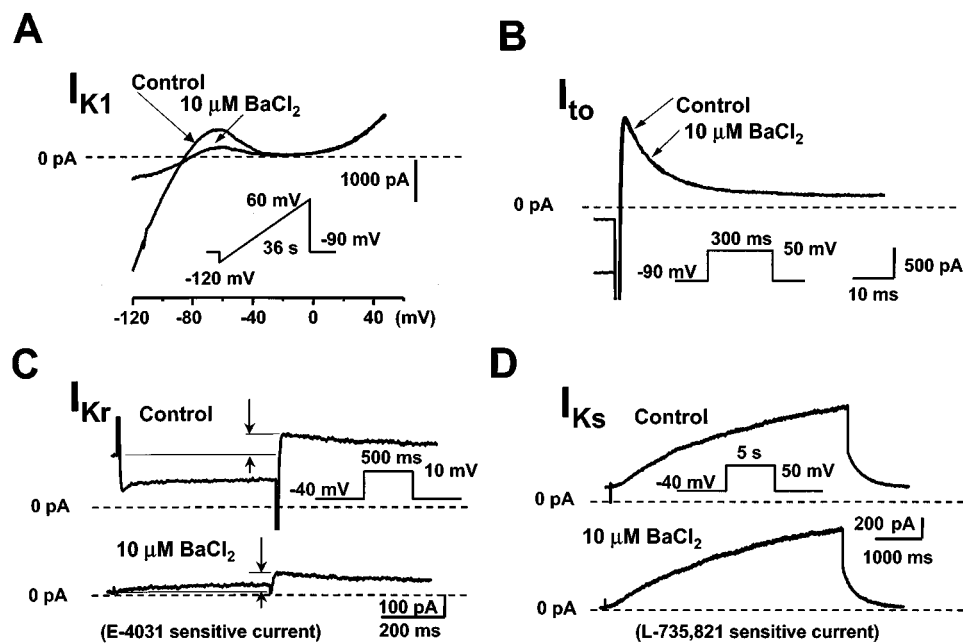 A
I_K1
Control
10 μM BaCl₂
0 pA
1000 pA
60 mV
36 s
-90 mV
-120 mV
-120 -80 -40 0 40 (mV)
B
I_to
Control
10 μM BaCl₂
0 pA
300 ms
50 mV
-90 mV
500 pA
10 ms
C
I_Kr
Control
500 ms
10 mV
-40 mV
0 pA
10 μM BaCl₂
0 pA
100 pA
200 ms
(E-4031 sensitive current)
D
I_Ks
Control
5 s
50 mV
-40 mV
0 pA
10 μM BaCl₂
200 pA
1000 ms
0 pA
(L-735,821 sensitive current)